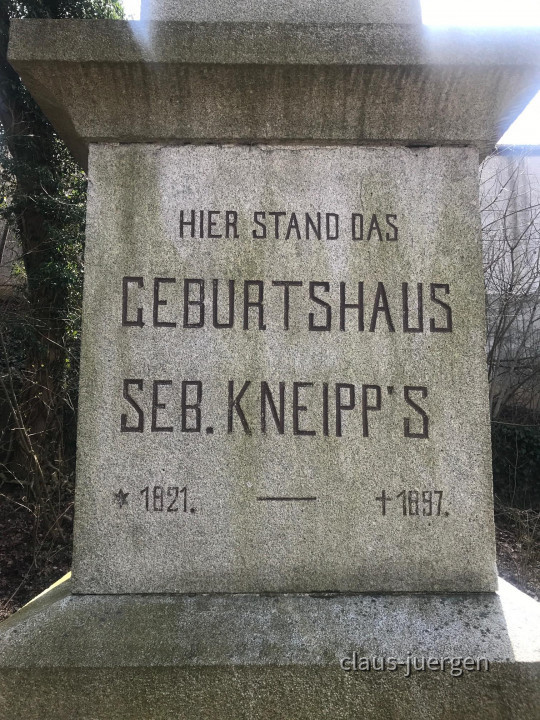 HIER STAND DAS
GEBURTSHAUS
SEB. KNEIPP'S
* 1821. — † 1897.
claus-juergen